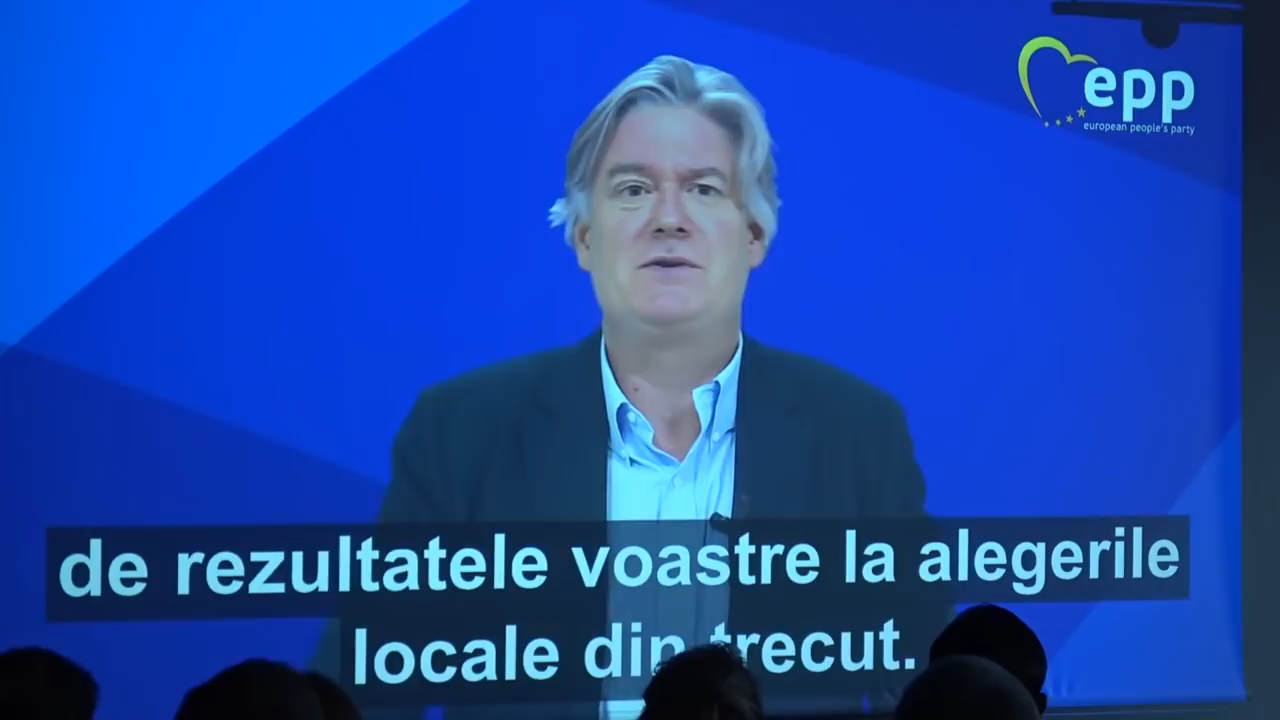 epp
european people's party
de rezultatele voastre la alegerile
locale din trecut.